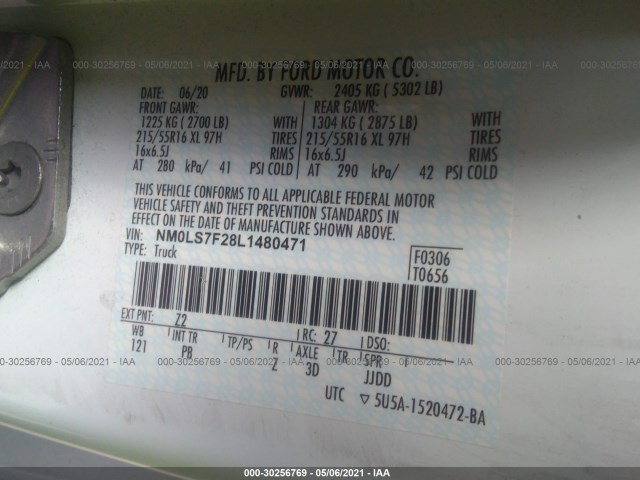 000-30256769 - 05/06/2021 - IAA
MFD. BY FORD MOTOR CO.
DATE: 06/20 GVWR: 2405 KG ( 5302 LB)
FRONT GAWR: REAR GAWR:
1225 KG ( 2700 LB) WITH 1304 KG ( 2875 LB) WITH
215/55R16 XL 97H TIRES 215/55R16 XL 97H TIRES
16x6.5J RIMS 16x6.5J RIMS
AT 280 kPa/ 41 PSI COLD AT 290 kPa/ 42 PSI COLD
THIS VEHICLE CONFORMS TO ALL APPLICABLE FEDERAL MOTOR
VEHICLE SAFETY AND THEFT PREVENTION STANDARDS IN
EFFECT ON THE DATE OF MANUFACTURE SHOWN ABOVE.
VIN: NM0LS7F28L1480471
TYPE: Truck
F0306
T0656
EXT PNT: Z2 RC: 27 DSO:
WB INT TR TP/PS R AXLE TR SPR
121 PB Z 3D JJDD
UTC ▽ 5U5A-1520472-BA
000-30256769 - 05/06/2021 - IAA
000-30256769 - 05/06/2021 - IAA